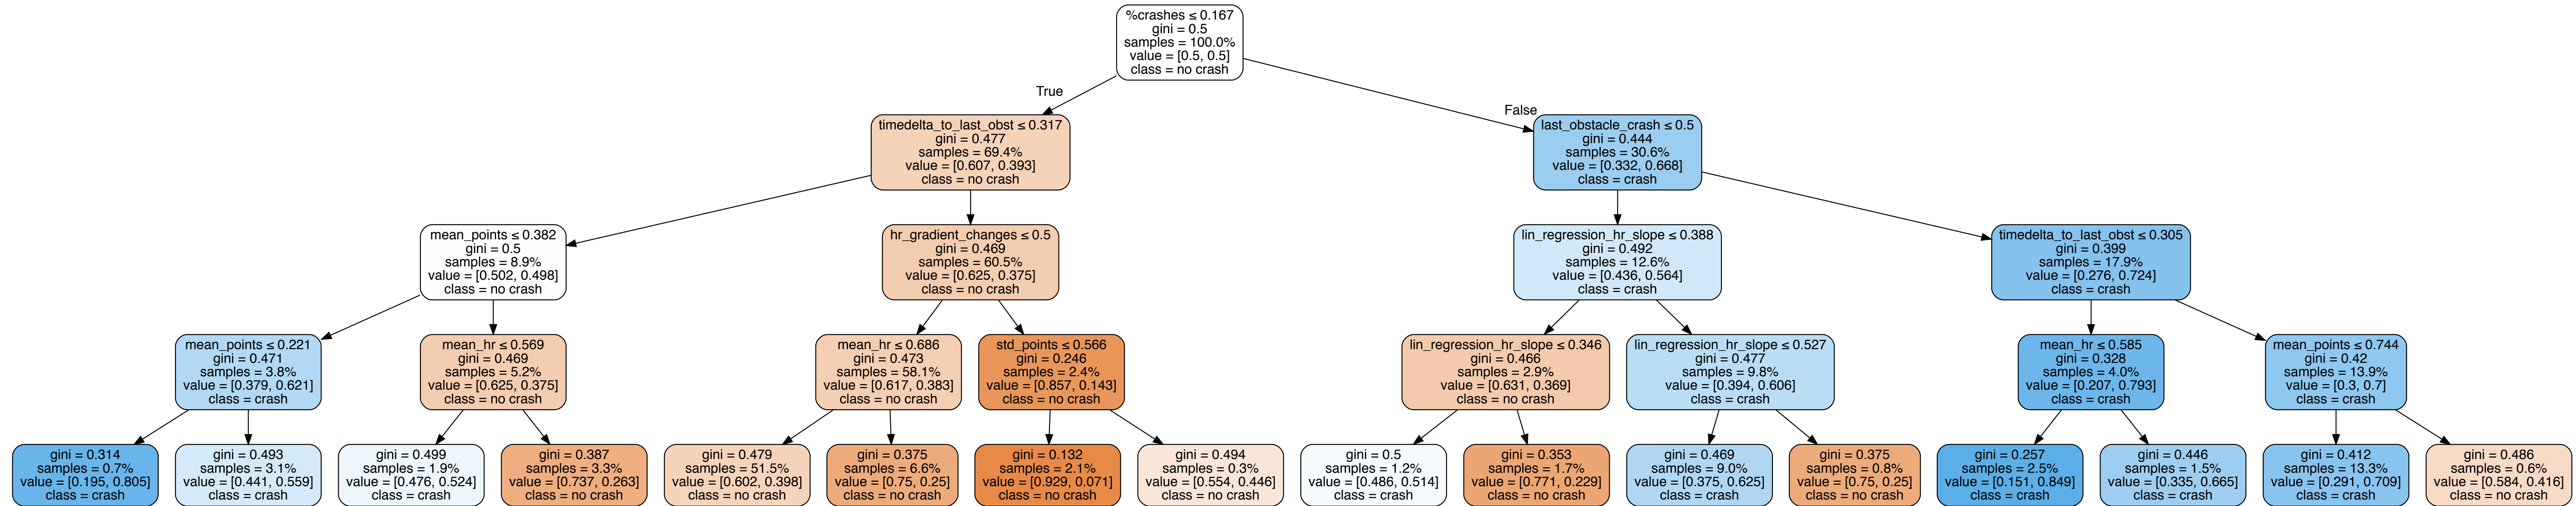 %crashes ≤ 0.167
gini = 0.5
samples = 100.0%
value = [0.5, 0.5]
class = no crash
True
False
timedelta_to_last_obst ≤ 0.317
gini = 0.477
samples = 69.4%
value = [0.607, 0.393]
class = no crash
last_obstacle_crash ≤ 0.5
gini = 0.444
samples = 30.6%
value = [0.332, 0.668]
class = crash
mean_points ≤ 0.382
gini = 0.5
samples = 8.9%
value = [0.502, 0.498]
class = no crash
hr_gradient_changes ≤ 0.5
gini = 0.469
samples = 60.5%
value = [0.625, 0.375]
class = no crash
lin_regression_hr_slope ≤ 0.388
gini = 0.492
samples = 12.6%
value = [0.436, 0.564]
class = crash
timedelta_to_last_obst ≤ 0.305
gini = 0.399
samples = 17.9%
value = [0.276, 0.724]
class = crash
mean_points ≤ 0.221
gini = 0.471
samples = 3.8%
value = [0.379, 0.621]
class = crash
mean_hr ≤ 0.569
gini = 0.469
samples = 5.2%
value = [0.625, 0.375]
class = no crash
mean_hr ≤ 0.686
gini = 0.473
samples = 58.1%
value = [0.617, 0.383]
class = no crash
std_points ≤ 0.566
gini = 0.246
samples = 2.4%
value = [0.857, 0.143]
class = no crash
lin_regression_hr_slope ≤ 0.346
gini = 0.466
samples = 2.9%
value = [0.631, 0.369]
class = no crash
lin_regression_hr_slope ≤ 0.527
gini = 0.477
samples = 9.8%
value = [0.394, 0.606]
class = crash
mean_hr ≤ 0.585
gini = 0.328
samples = 4.0%
value = [0.207, 0.793]
class = crash
mean_points ≤ 0.744
gini = 0.42
samples = 13.9%
value = [0.3, 0.7]
class = crash
gini = 0.314
samples = 0.7%
value = [0.195, 0.805]
class = crash
gini = 0.493
samples = 3.1%
value = [0.441, 0.559]
class = crash
gini = 0.499
samples = 1.9%
value = [0.476, 0.524]
class = crash
gini = 0.387
samples = 3.3%
value = [0.737, 0.263]
class = no crash
gini = 0.479
samples = 51.5%
value = [0.602, 0.398]
class = no crash
gini = 0.375
samples = 6.6%
value = [0.75, 0.25]
class = no crash
gini = 0.132
samples = 2.1%
value = [0.929, 0.071]
class = no crash
gini = 0.494
samples = 0.3%
value = [0.554, 0.446]
class = no crash
gini = 0.5
samples = 1.2%
value = [0.486, 0.514]
class = crash
gini = 0.353
samples = 1.7%
value = [0.771, 0.229]
class = no crash
gini = 0.469
samples = 9.0%
value = [0.375, 0.625]
class = crash
gini = 0.375
samples = 0.8%
value = [0.75, 0.25]
class = no crash
gini = 0.257
samples = 2.5%
value = [0.151, 0.849]
class = crash
gini = 0.446
samples = 1.5%
value = [0.335, 0.665]
class = crash
gini = 0.412
samples = 13.3%
value = [0.291, 0.709]
class = crash
gini = 0.486
samples = 0.6%
value = [0.584, 0.416]
class = no crash